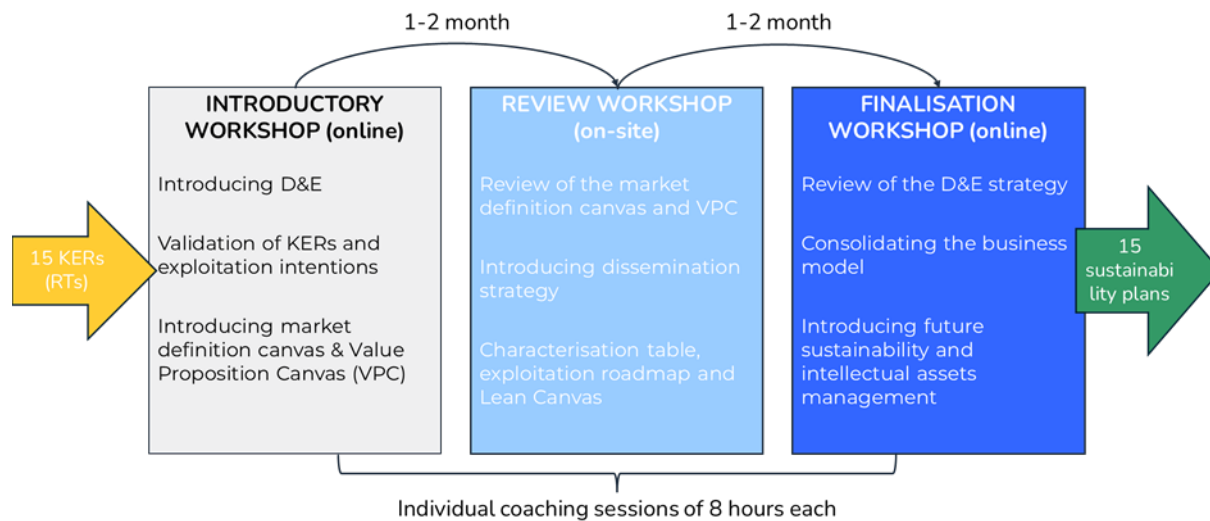 1-2 month
1-2 month
15 KERs
(RTs)
INTRODUCTORY
WORKSHOP (online)
Introducing D&E
Validation of KERs and
exploitation intentions
Introducing market
definition canvas & Value
Proposition Canvas (VPC)
REVIEW WORKSHOP
(on-site)
Review of the market
definition canvas and VPC
Introducing dissemination
strategy
Characterisation table,
exploitation roadmap and
Lean Canvas
FINALISATION
WORKSHOP (online)
Review of the D&E strategy
Consolidating the business
model
Introducing future
sustainability and
intellectual assets
management
15
sustainabi
lity plans
Individual coaching sessions of 8 hours each